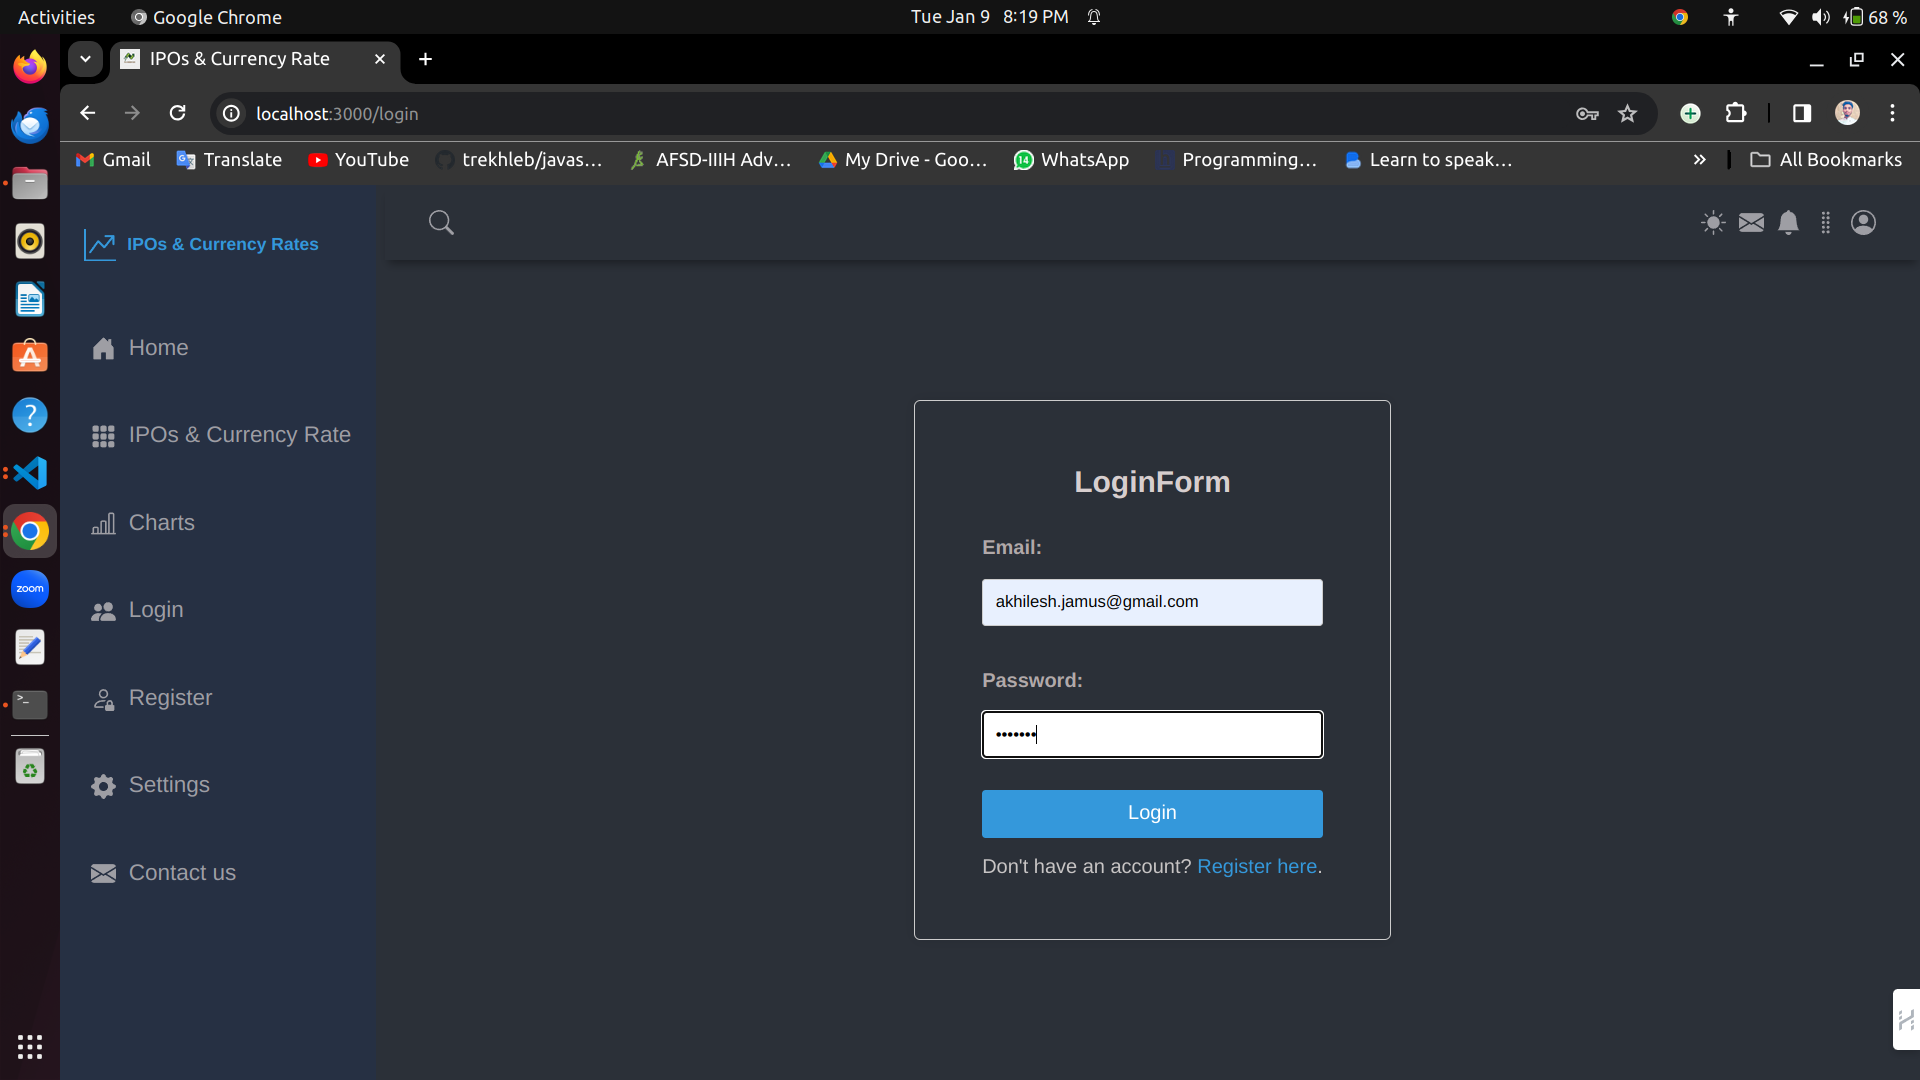 Activities Google Chrome Tue Jan 9 8:19 PM 68 %
IPOs & Currency Rate
localhost:3000/login
Gmail Translate YouTube trekhleb/javas... AFSD-IIIH Adv... My Drive - Goo... 14 WhatsApp Programming... Learn to speak... » All Bookmarks
IPOs & Currency Rates
Home
IPOs & Currency Rate
Charts
Login
Register
Settings
Contact us
LoginForm
Email:
akhilesh.jamus@gmail.com
Password:
•••••••
Login
Don't have an account? Register here.
zoom